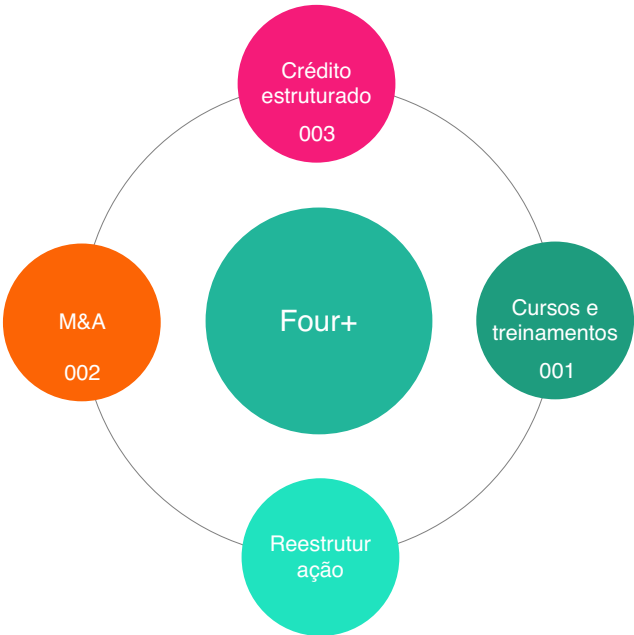 Crédito
estruturado
003
M&A
002
Four+
Cursos e
treinamentos
001
Reestrutur
ação